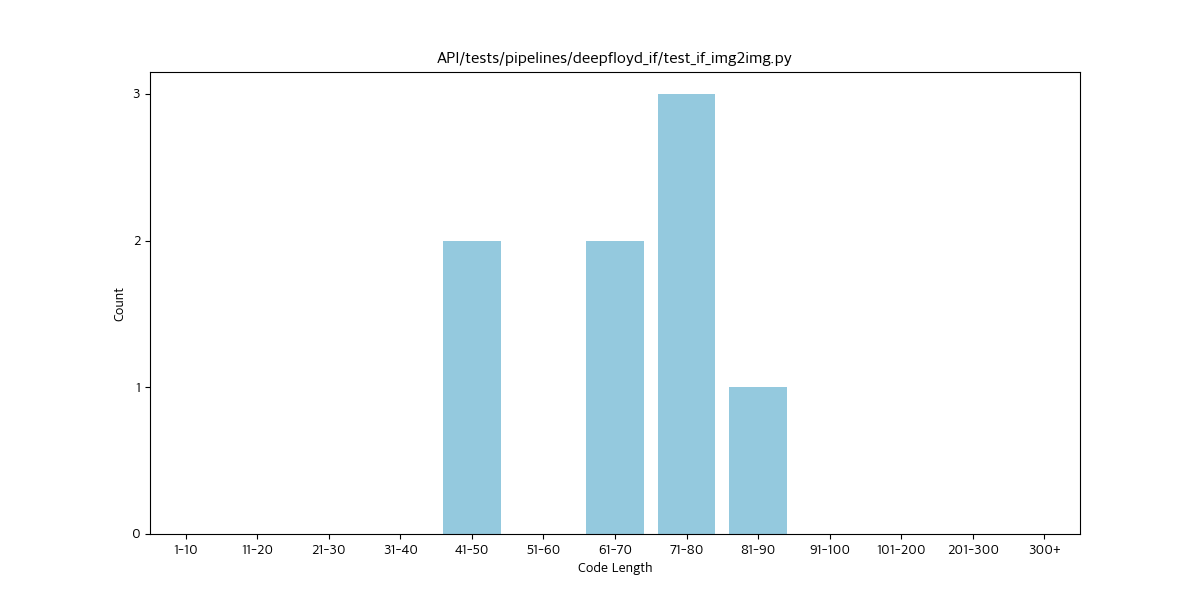 API/tests/pipelines/deepfloyd_if/test_if_img2img.py
3
2
1
0
Count
1-10 11-20 21-30 31-40 41-50 51-60 61-70 71-80 81-90 91-100 101-200 201-300 300+
Code Length